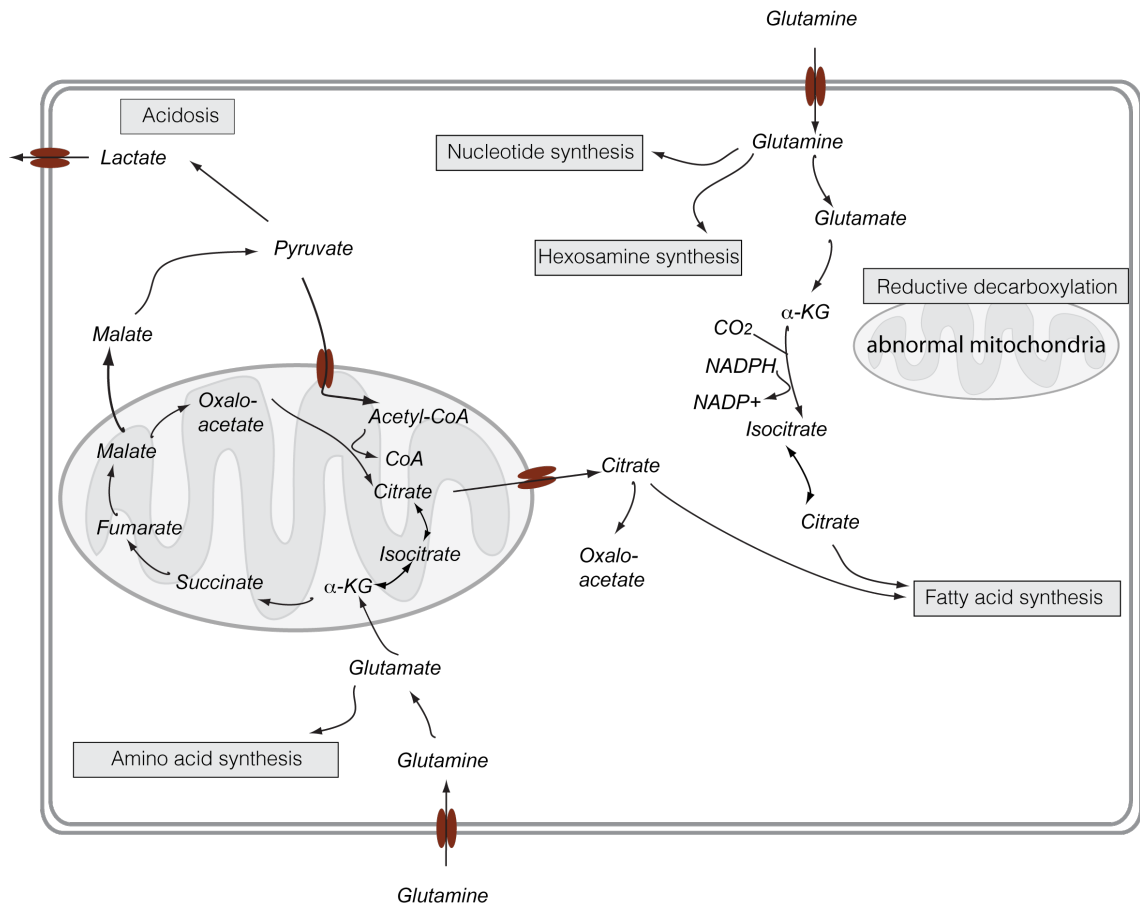 Glutamine
Acidosis
Lactate
Nucleotide synthesis
Glutamine
Glutamate
Pyruvate
Hexosamine synthesis
Reductive decarboxylation
α-KG
CO2
Malate
abnormal mitochondria
NADPH
NADP+
Oxalo-
acetate
Acetyl-CoA
Isocitrate
Malate
CoA
Citrate
Citrate
Fumarate
Citrate
Isocitrate
Oxalo-
acetate
Succinate
α-KG
Fatty acid synthesis
Glutamate
Amino acid synthesis
Glutamine
Glutamine